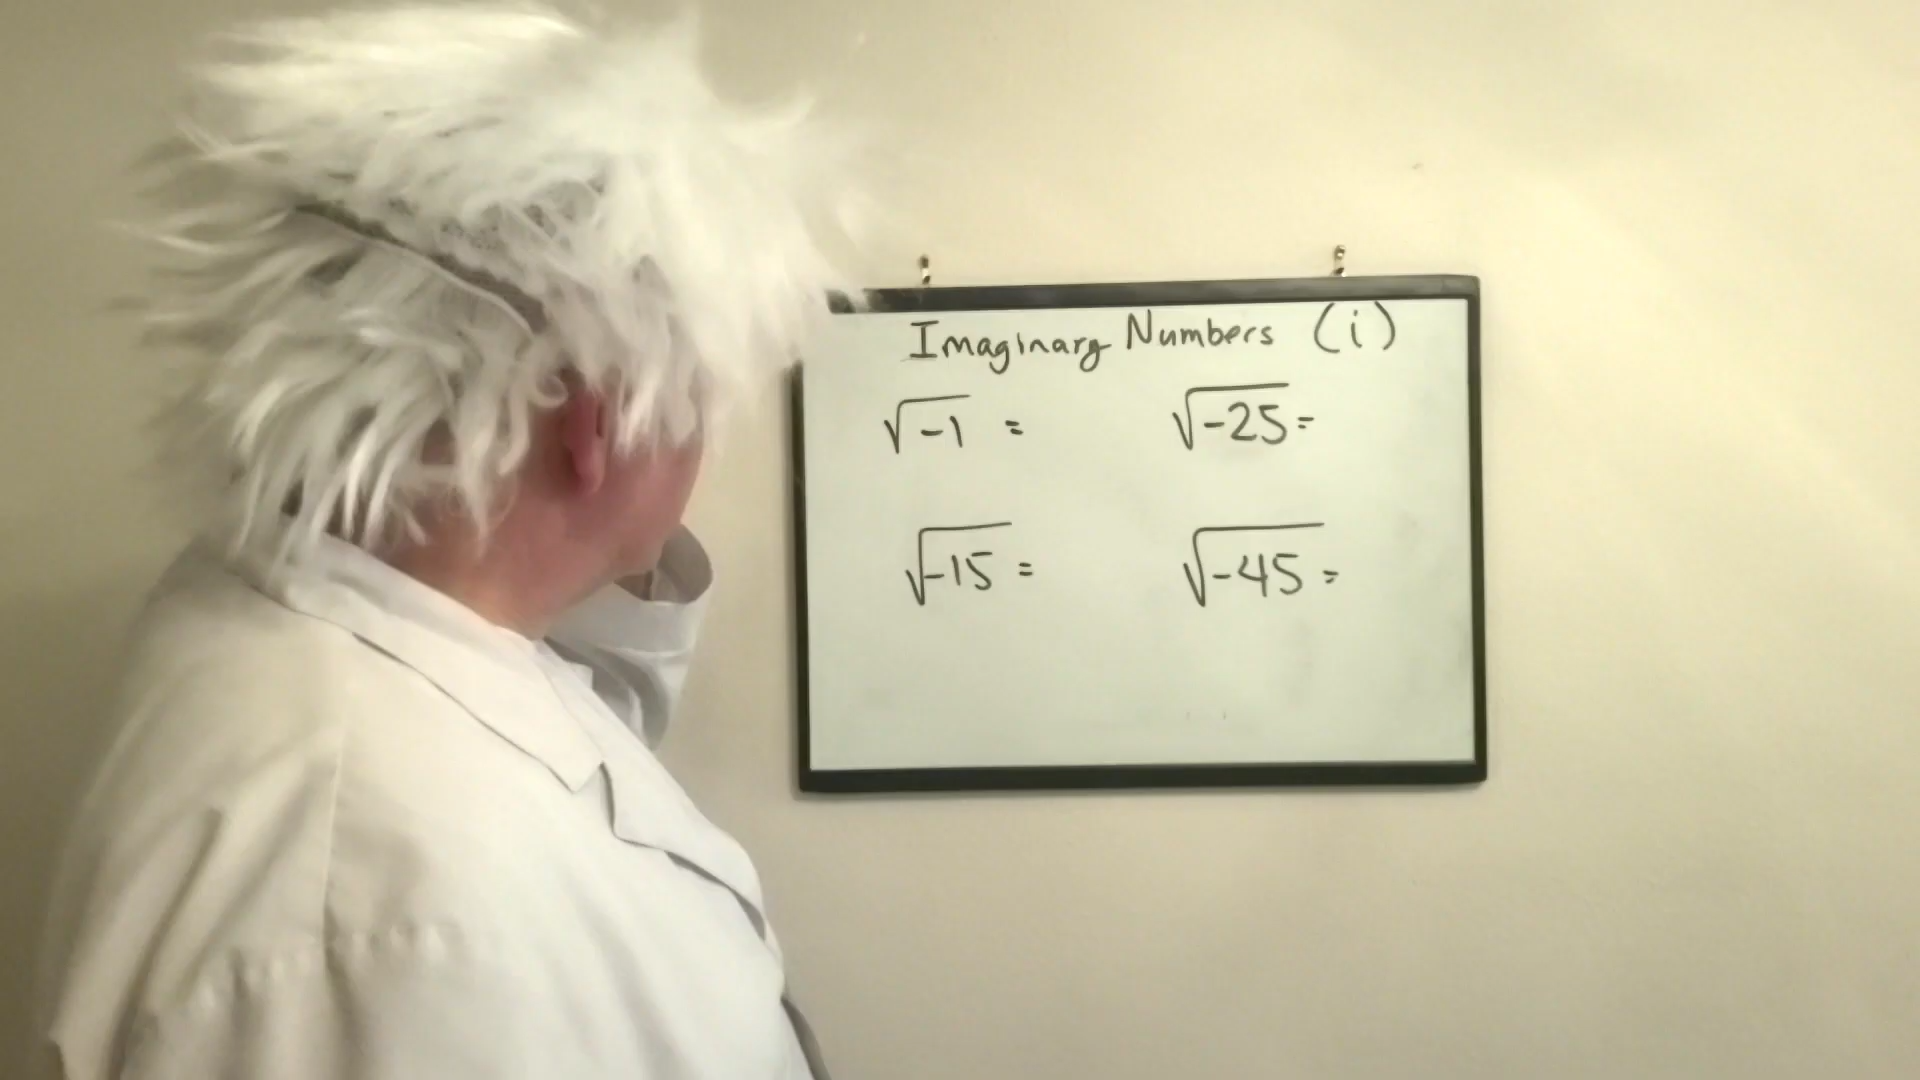 Imaginary Numbers (i)
√-1 = √-25 =
√-15 = √-45 =